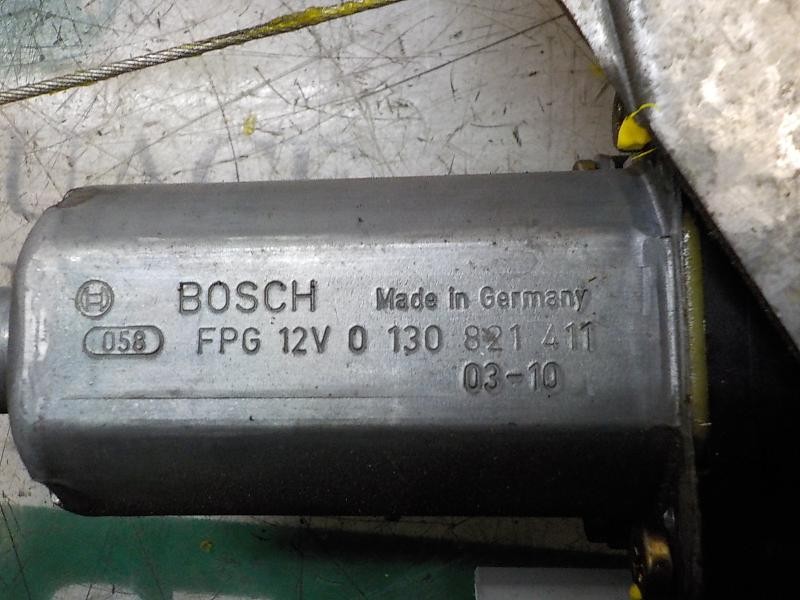 BOSCH Made in Germany
058 FPG 12V 0 130 821 411
03-10